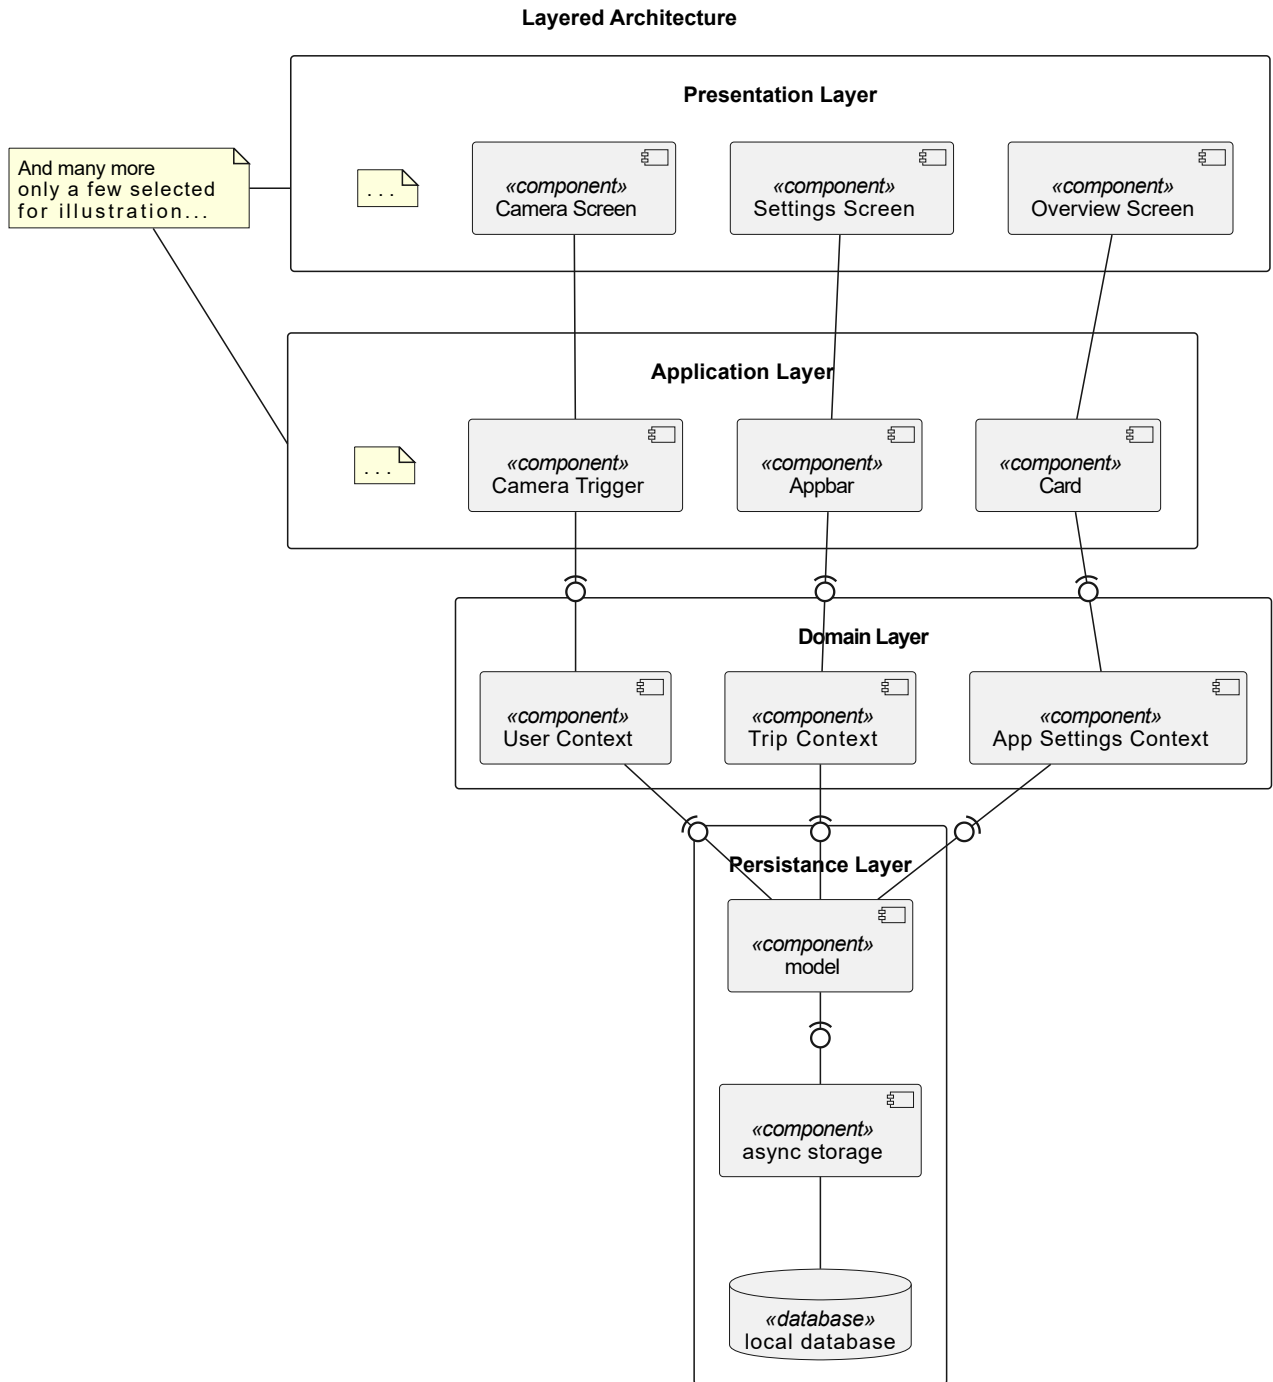 Layered Architecture
Presentation Layer
And many more
only a few selected
for illustration...
...
«component»
Camera Screen
«component»
Settings Screen
«component»
Overview Screen
Application Layer
...
«component»
Camera Trigger
«component»
Appbar
«component»
Card
Domain Layer
«component»
User Context
«component»
Trip Context
«component»
App Settings Context
Persistance Layer
«component»
model
«component»
async storage
«database»
local database